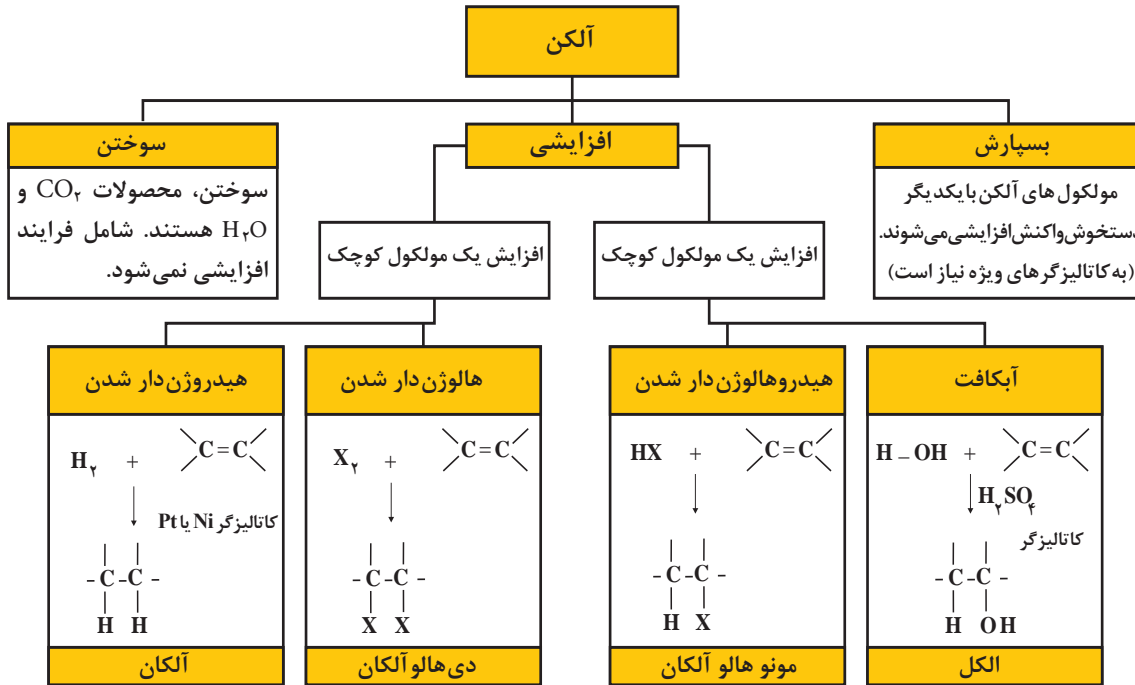 آلکن
بسپارش
مولکول های آلکن با یکدیگر
دستخوش واکنش افزایشی می شوند.
(به کاتالیزگر های ویژه نیاز است)
افزایشی
سوختن
سوختن، محصولات CO۲ و
H۲O هستند. شامل فرایند
افزایشی نمی شود.
افزایش یک مولکول کوچک
افزایش یک مولکول کوچک
آبکافت
H – OH + C=C
H۲SO۴
کاتالیزگر
- C - C -
H OH
الکل
هیدروهالوژن دار شدن
HX + C=C
- C - C -
H X
مونو هالو آلکان
هالوژن دار شدن
X۲ + C=C
- C - C -
X X
دی هالو آلکان
هیدروژن دار شدن
H۲ + C=C
کاتالیزگر Ni یا Pt
- C - C -
H H
آلکان